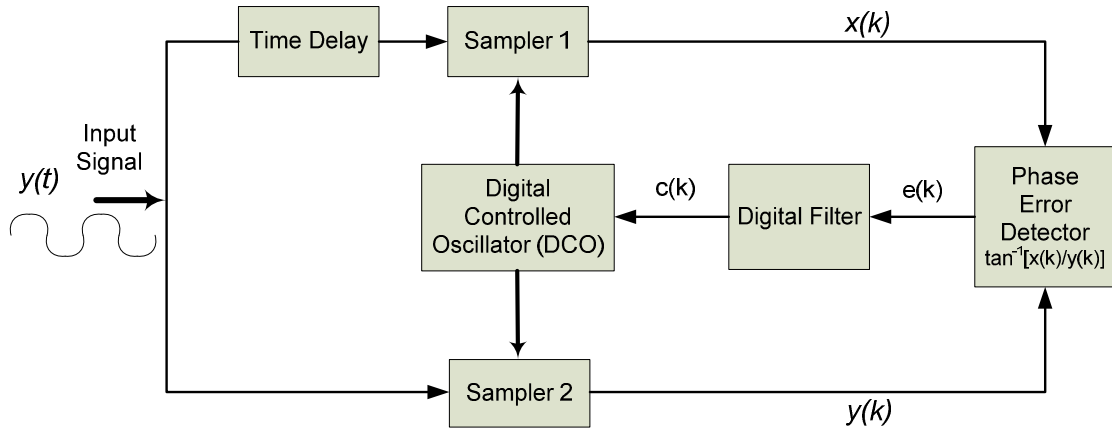 Time Delay
Sampler 1
x(k)
Input
Signal
y(t)
Digital
Controlled
Oscillator (DCO)
c(k)
Digital Filter
e(k)
Phase
Error
Detector
tan⁻¹[x(k)/y(k)]
Sampler 2
y(k)